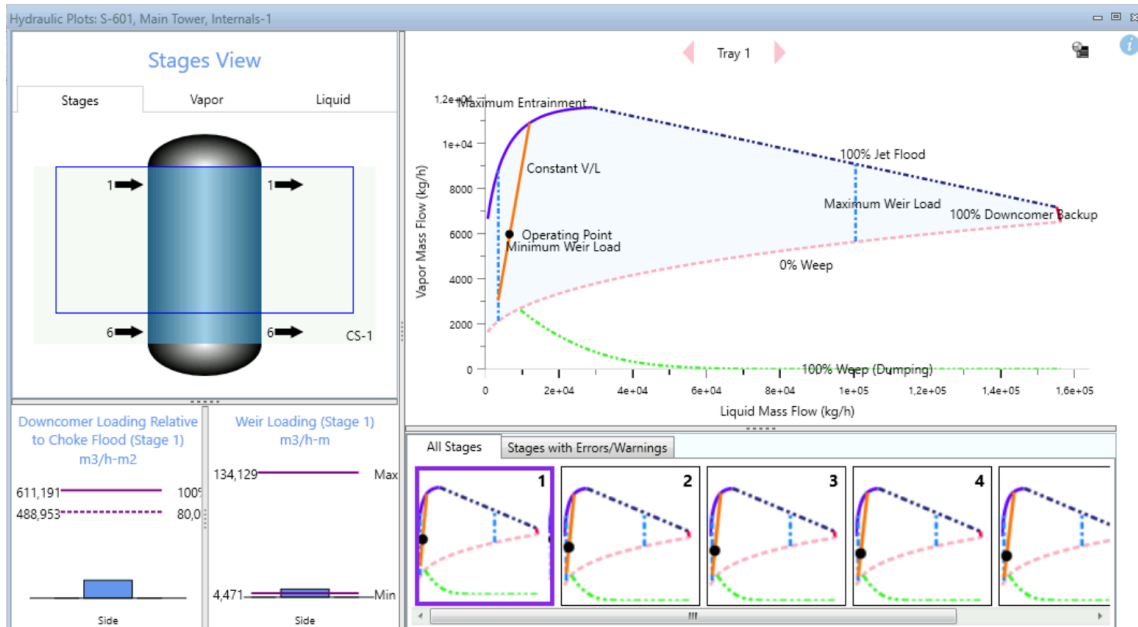 Hydraulic Plots: S-601, Main Tower, Internals-1
Stages View
Stages Vapor Liquid
1 1
6 6
CS-1
Downcomer Loading Relative
to Choke Flood (Stage 1)
m3/h-m2
611,191 100%
488,953 80,0
Side
Weir Loading (Stage 1)
m3/h-m
134,129 Max
4,471 Min
Side
Tray 1
Vapor Mass Flow (kg/h)
1,2e+04
1e+04
8000
6000
4000
2000
0
Maximum Entrainment
Constant V/L
Operating Point
Minimum Weir Load
100% Jet Flood
Maximum Weir Load
100% Downcomer Backup
0% Weep
100% Weep (Dumping)
0 2e+04 4e+04 6e+04 8e+04 1e+05 1,2e+05 1,4e+05 1,6e+05
Liquid Mass Flow (kg/h)
All Stages Stages with Errors/Warnings
1 2 3 4